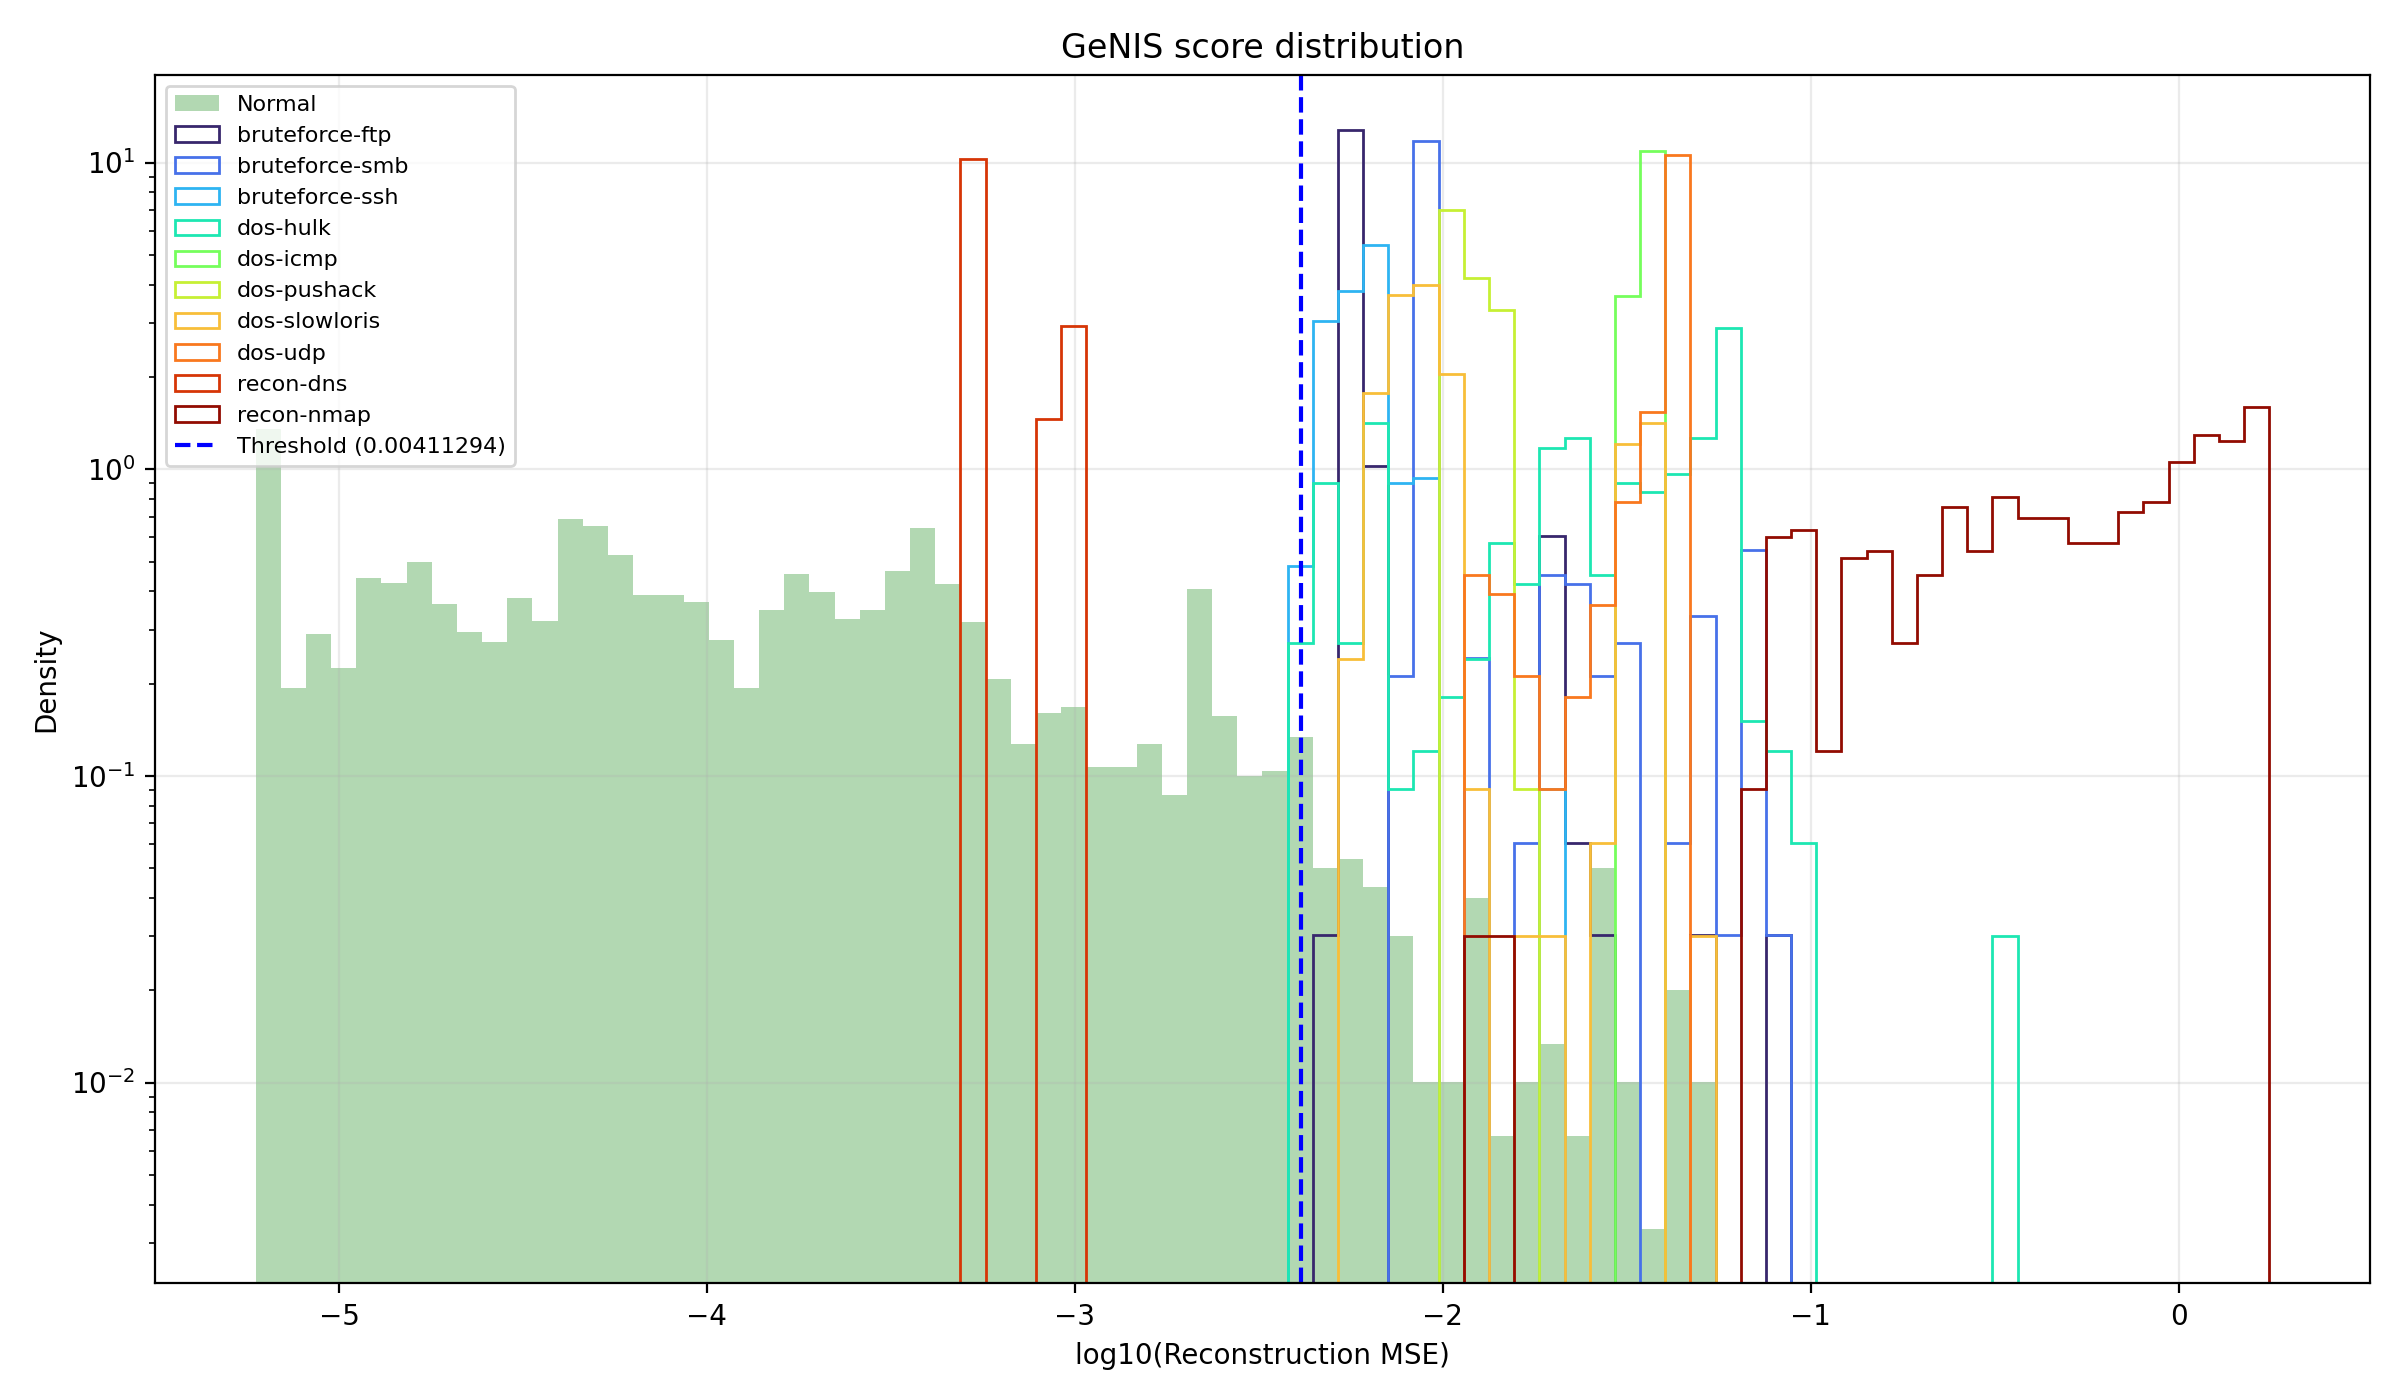 GeNIS score distribution
Normal
bruteforce-ftp
bruteforce-smb
bruteforce-ssh
dos-hulk
dos-icmp
dos-pushack
dos-slowloris
dos-udp
recon-dns
recon-nmap
Threshold (0.00411294)
10¹
10⁰
10⁻¹
10⁻²
Density
−5 −4 −3 −2 −1 0
log10(Reconstruction MSE)